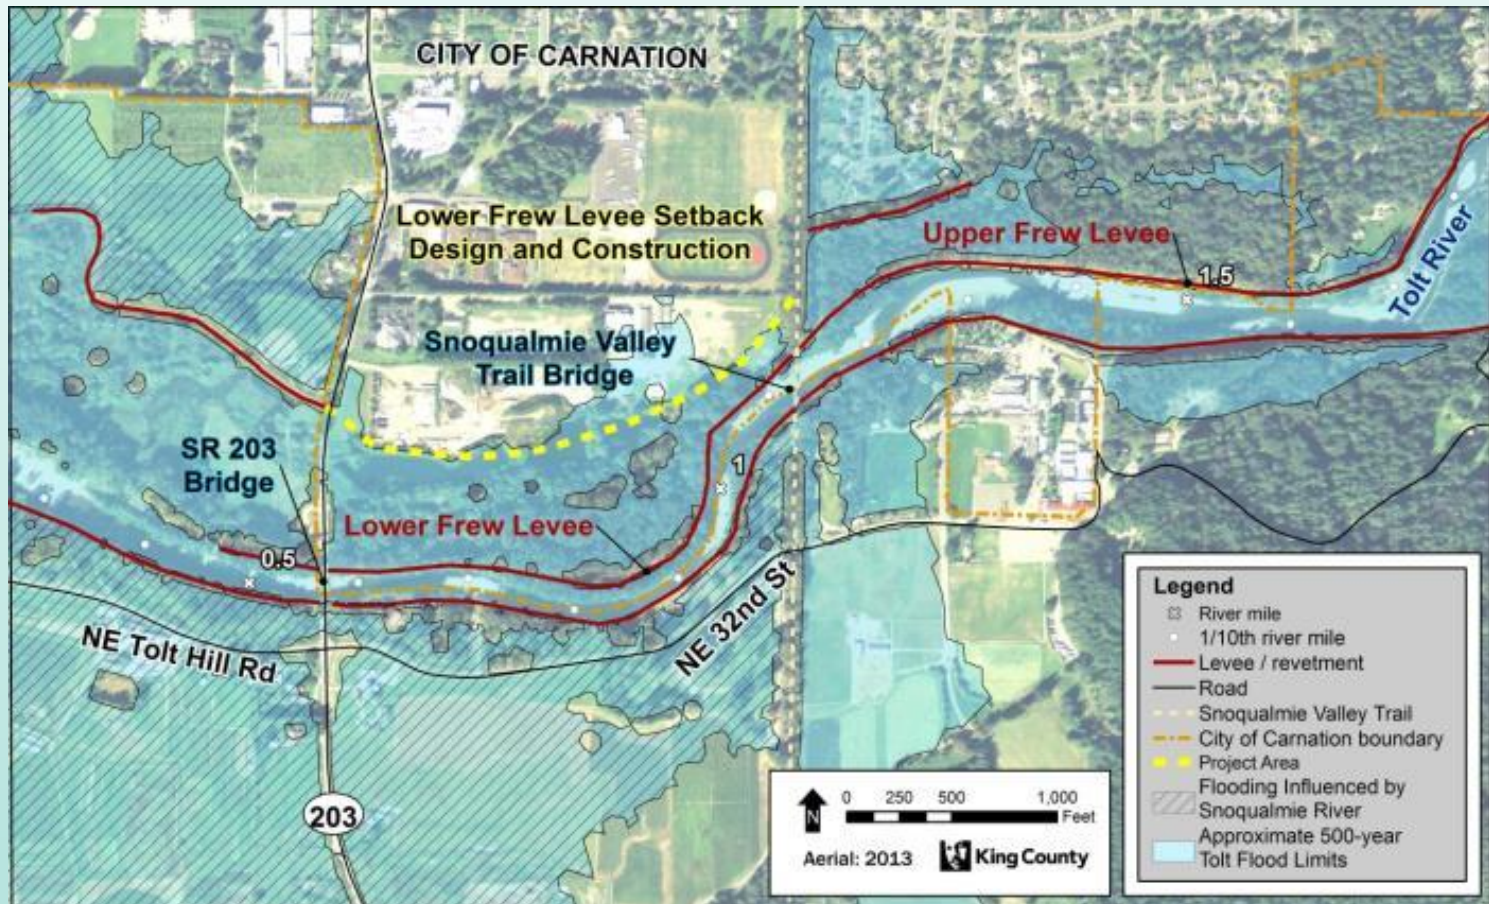 CITY OF CARNATION
Lower Frew Levee Setback
Design and Construction
Upper Frew Levee
1.5
Tolt River
Snoqualmie Valley
Trail Bridge
SR 203
Bridge
1
Lower Frew Levee
0.5
NE Tolt Hill Rd
NE 32nd St
203
N
0 250 500 1,000
Feet
Aerial: 2013
King County
Legend
River mile
1/10th river mile
Levee / revetment
Road
Snoqualmie Valley Trail
City of Carnation boundary
Project Area
Flooding Influenced by
Snoqualmie River
Approximate 500-year
Tolt Flood Limits